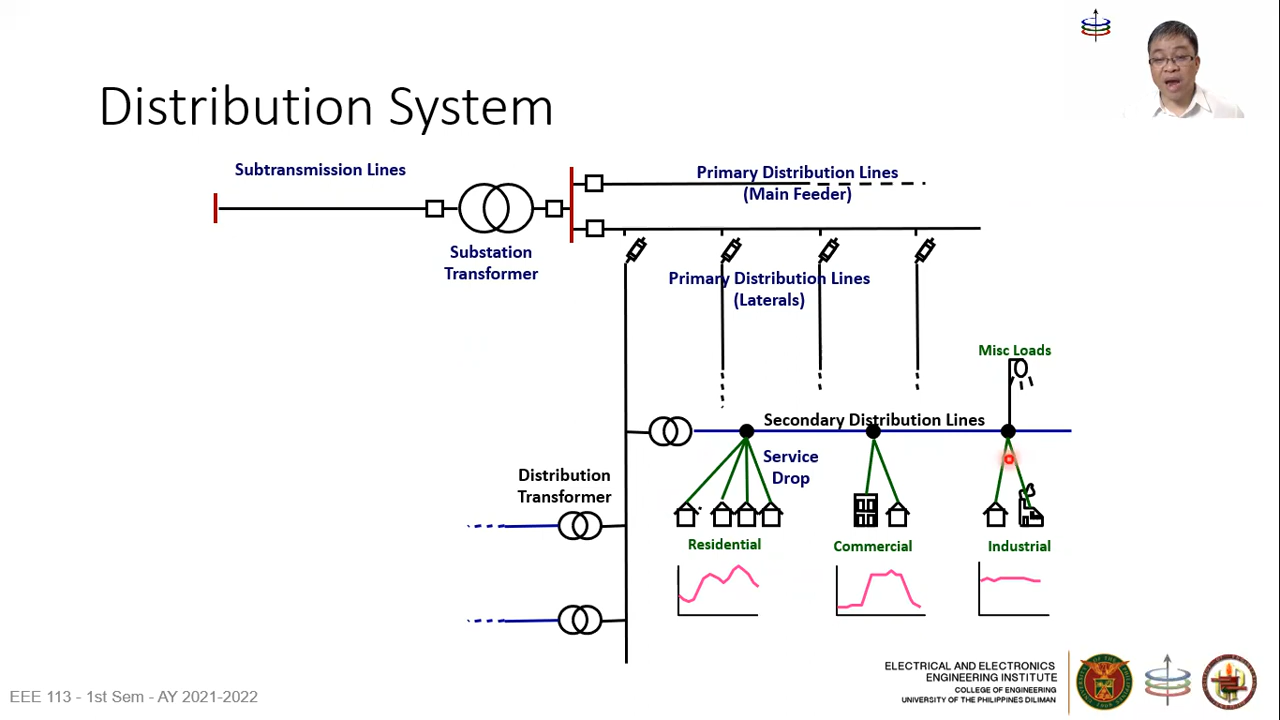 Distribution System
Subtransmission Lines
Primary Distribution Lines
(Main Feeder)
Substation
Transformer
Primary Distribution Lines
(Laterals)
Misc Loads
Secondary Distribution Lines
Service
Drop
Distribution
Transformer
Residential
Commercial
Industrial
ELECTRICAL AND ELECTRONICS
ENGINEERING INSTITUTE
COLLEGE OF ENGINEERING
UNIVERSITY OF THE PHILIPPINES DILIMAN
EEE 113 - 1st Sem - AY 2021-2022